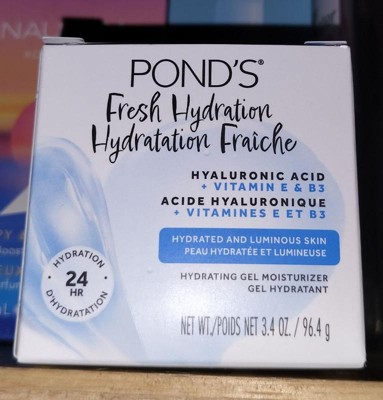 NAL
POND'S®
Fresh Hydration
Hydratation Fraîche
HYALURONIC ACID
+ VITAMIN E & B3
ACIDE HYALURONIQUE
+ VITAMINES E ET B3
HYDRATED AND LUMINOUS SKIN
PEAU HYDRATÉE ET LUMINEUSE
HYDRATION
24
HR
D'HYDRATATION
HYDRATING GEL MOISTURIZER
GEL HYDRATANT
NET WT./POIDS NET 3.4 OZ. / 96.4 g